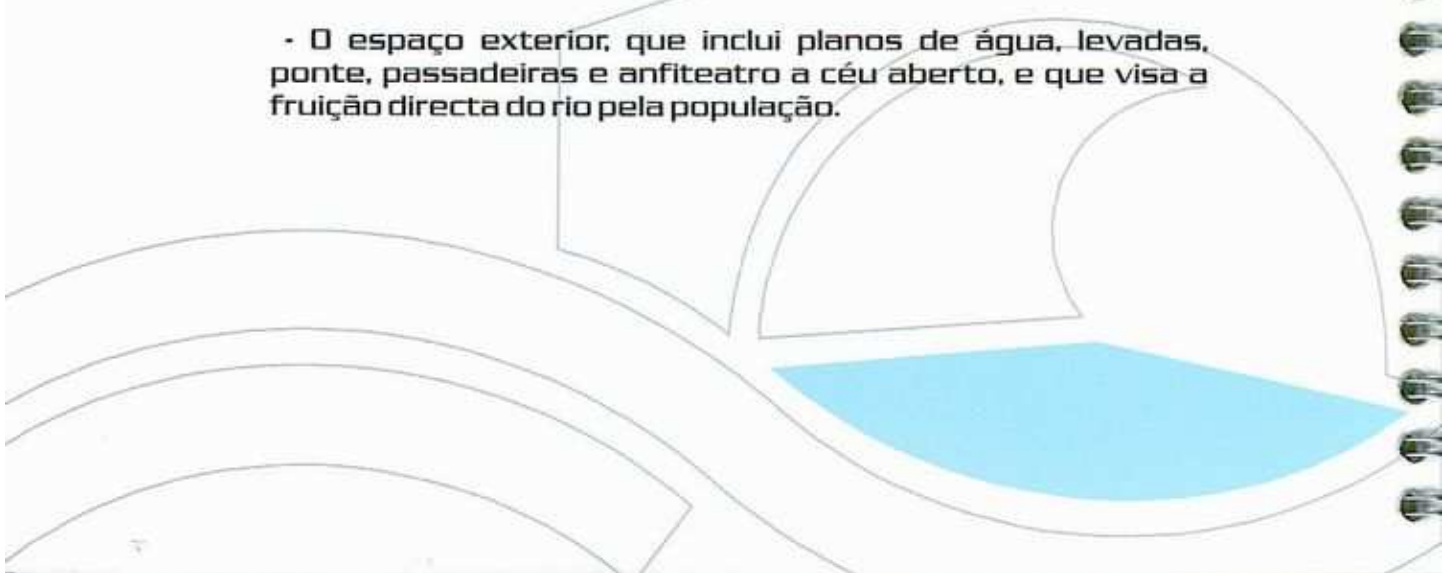 - O espaço exterior, que inclui planos de água, levadas,
ponte, passadeiras e anfiteatro a céu aberto, e que visa a
fruição directa do rio pela população.